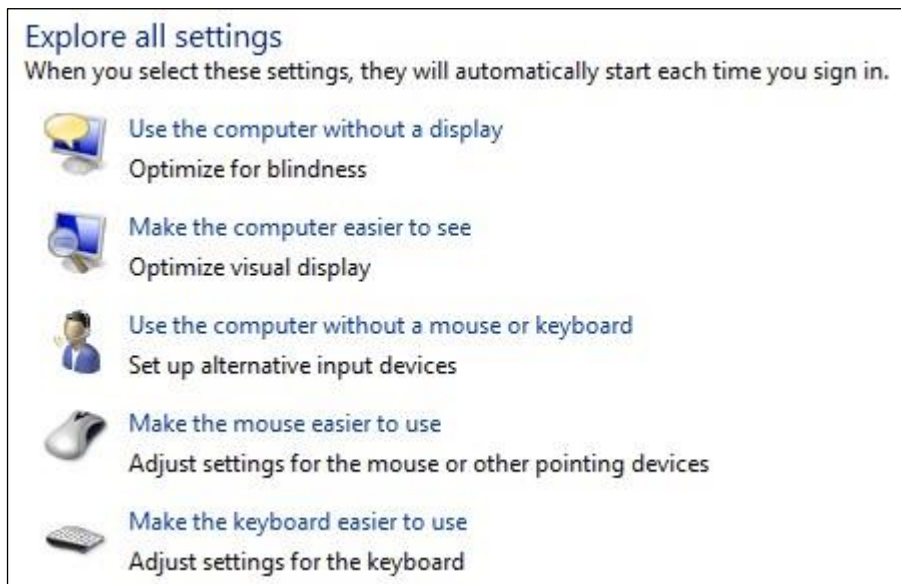 Explore all settings
When you select these settings, they will automatically start each time you sign in.
Use the computer without a display
Optimize for blindness
Make the computer easier to see
Optimize visual display
Use the computer without a mouse or keyboard
Set up alternative input devices
Make the mouse easier to use
Adjust settings for the mouse or other pointing devices
Make the keyboard easier to use
Adjust settings for the keyboard